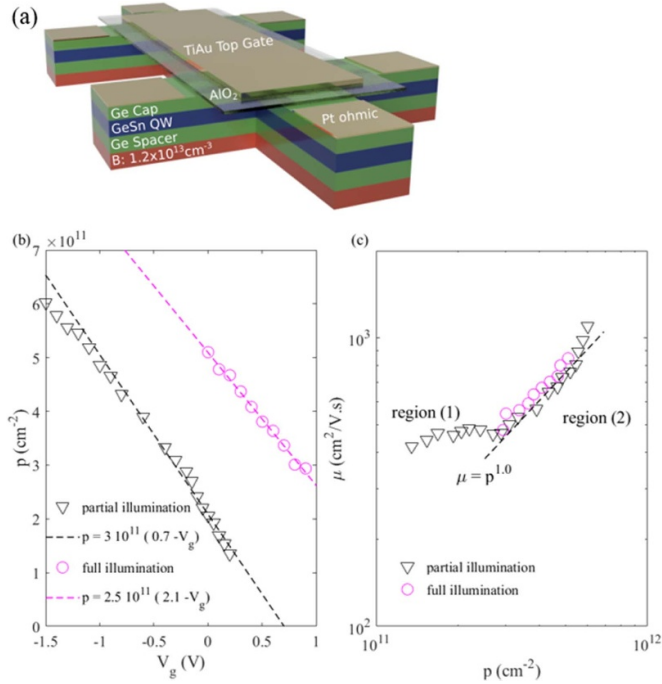 (a)
TiAu Top Gate
AlO2
Ge Cap
GeSn QW
Ge Spacer
B: 1.2x10^13cm^-3
Pt ohmic
(b)
×10^11
7
6
5
4
3
2
1
0
p (cm^-2)
partial illumination
p = 3 10^11 ( 0.7 -V_g)
full illumination
p = 2.5 10^11 ( 2.1 -V_g)
-1.5 -1 -0.5 0 0.5 1
V_g (V)
(c)
10^3
10^2
μ (cm^2/V.s)
region (1)
region (2)
μ = p^1.0
partial illumination
full illumination
10^11 10^12
p (cm^-2)